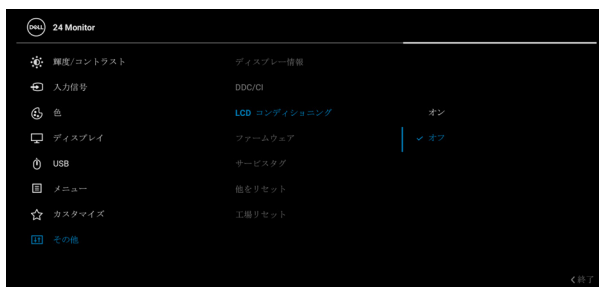 DELL 24 Monitor
輝度/コントラスト
入力信号
色
ディスプレイ
USB
メニュー
カスタマイズ
その他
ディスプレー情報
DDC/CI
LCD コンディショニング
ファームウェア
サービスタグ
他をリセット
工場リセット
オン
オフ
終了